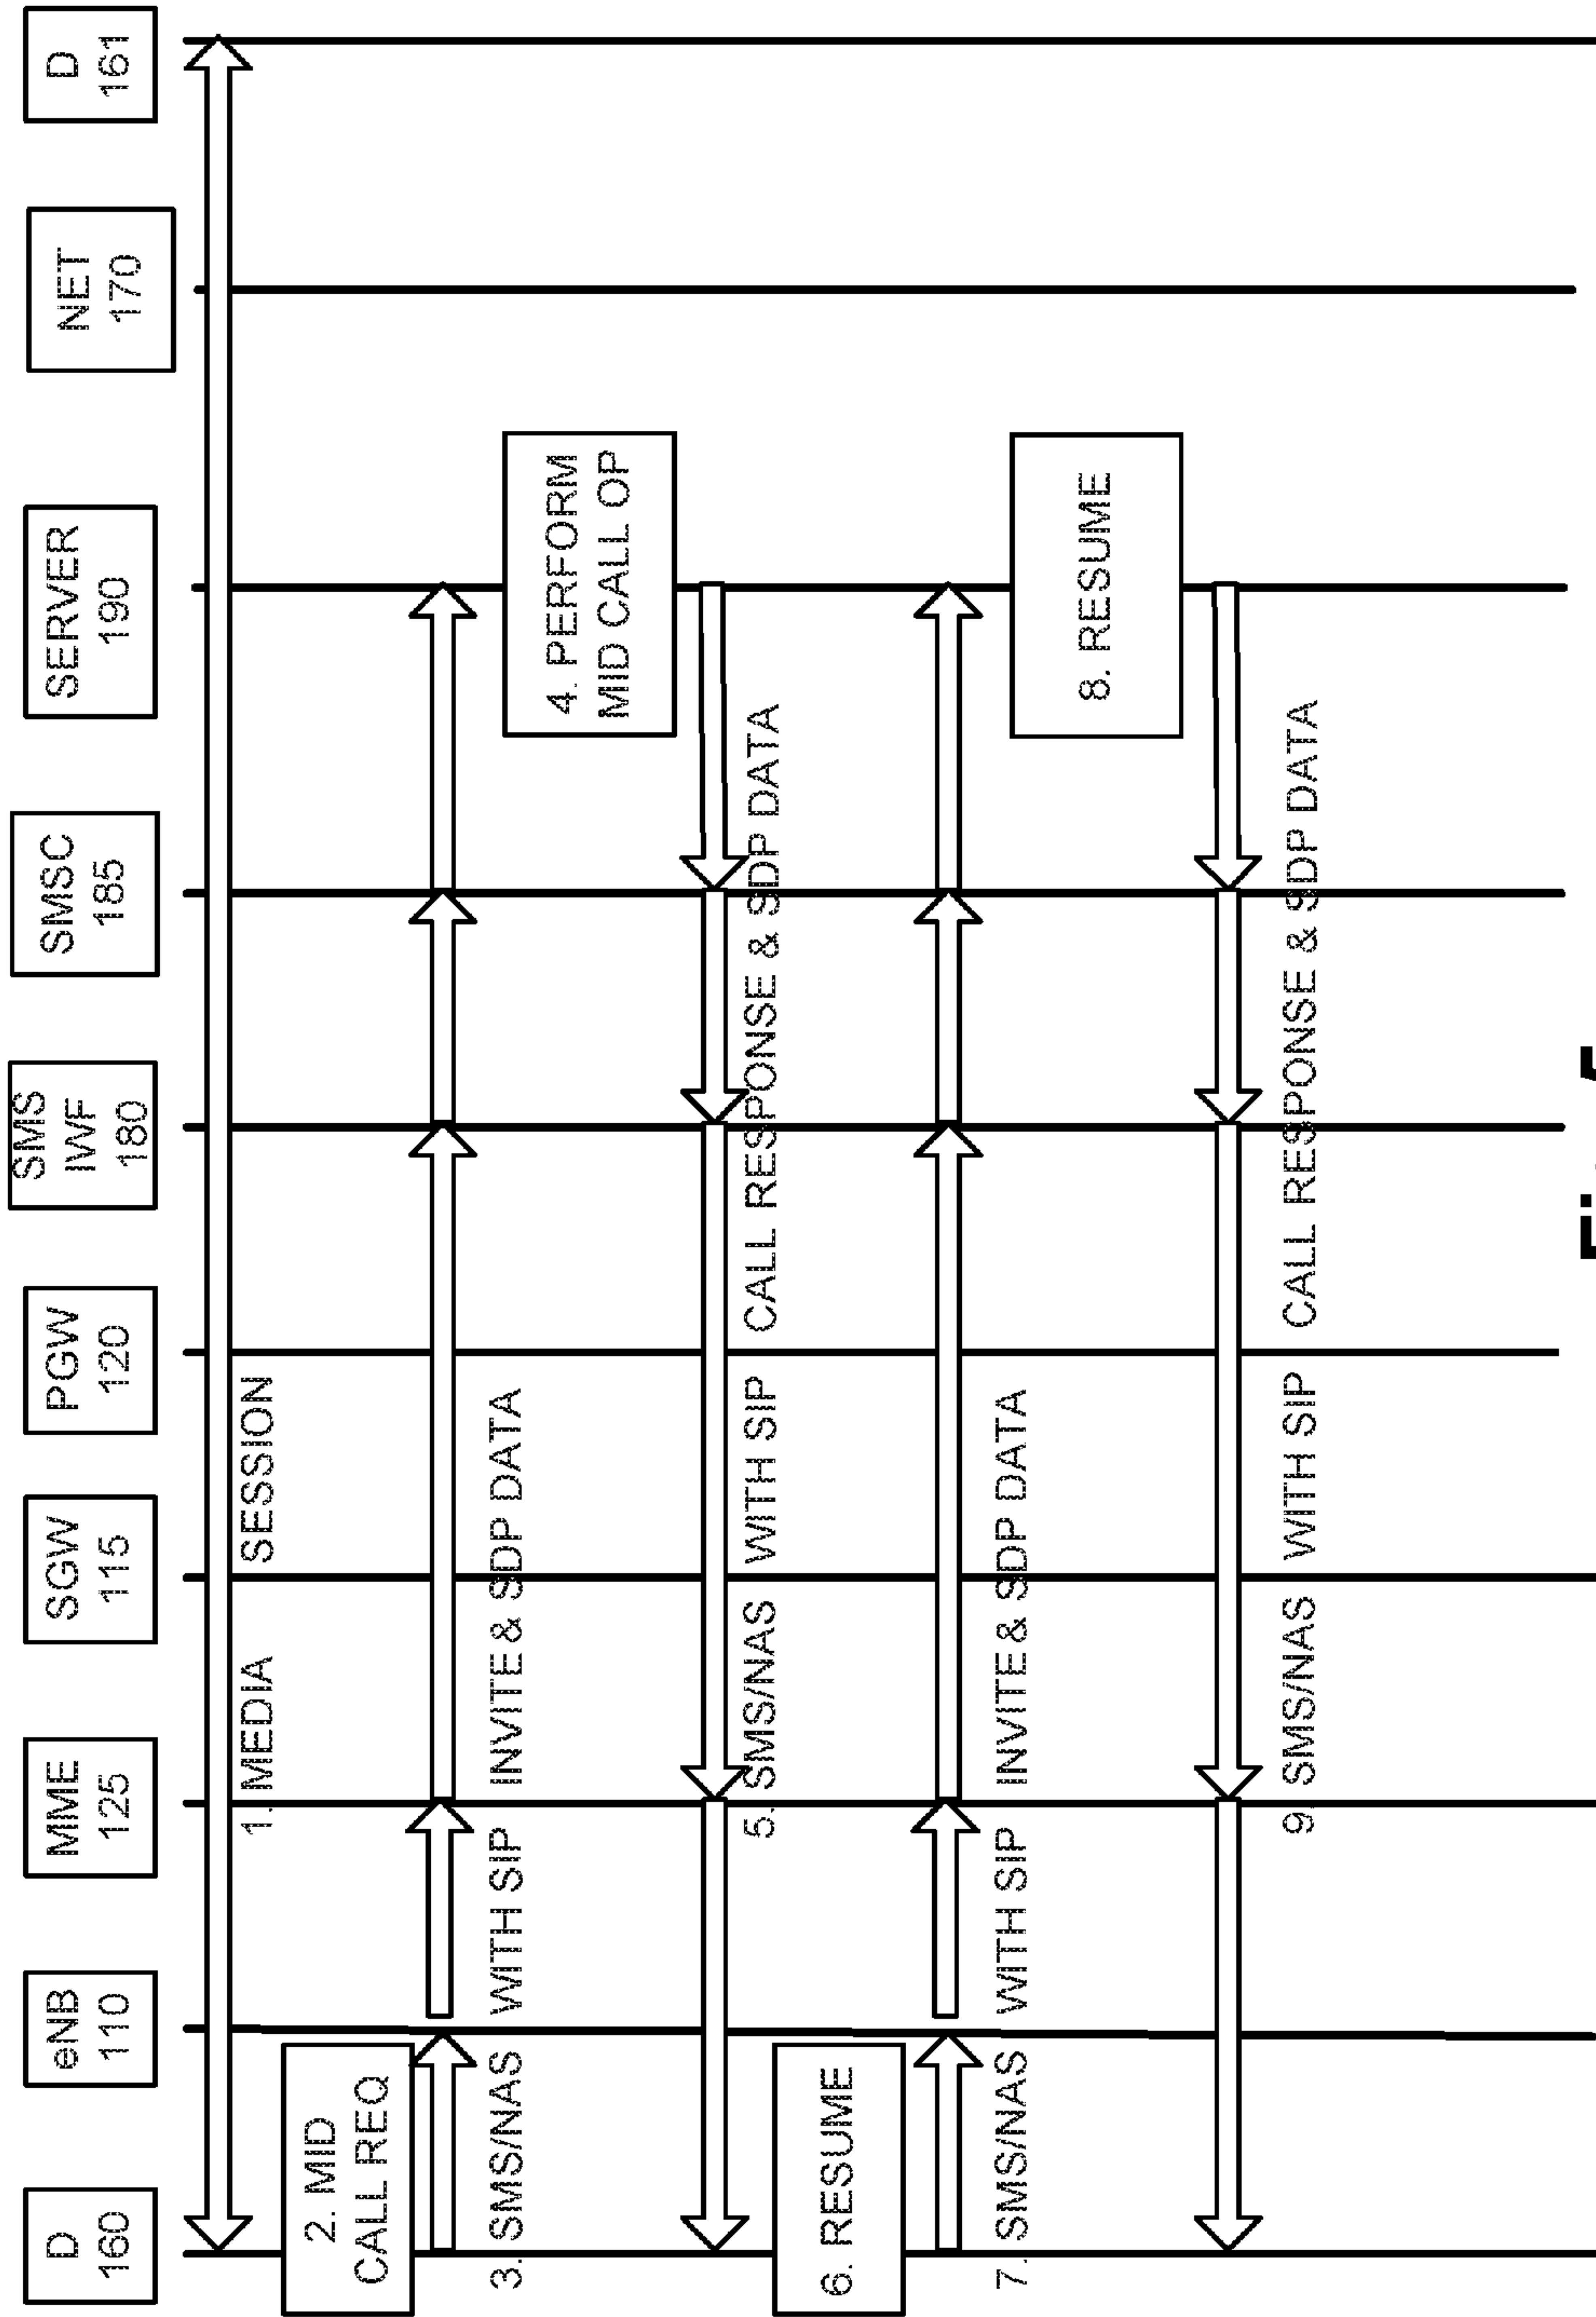 D
160
eNB
110
MME
125
SGW
115
PGW
120
SMS
IWF
180
SMSC
185
SERVER
190
NET
170
D
161
1. MEDIA SESSION
2. MID
CALL REQ
3. SMS/NAS WITH SIP INVITE & SDP DATA
4. PERFORM
MID CALL OP
5. SMS/NAS WITH SIP CALL RESPONSE & SDP DATA
6. RESUME
7. SMS/NAS WITH SIP INVITE & SDP DATA
8. RESUME
9. SMS/NAS WITH SIP CALL RESPONSE & SDP DATA